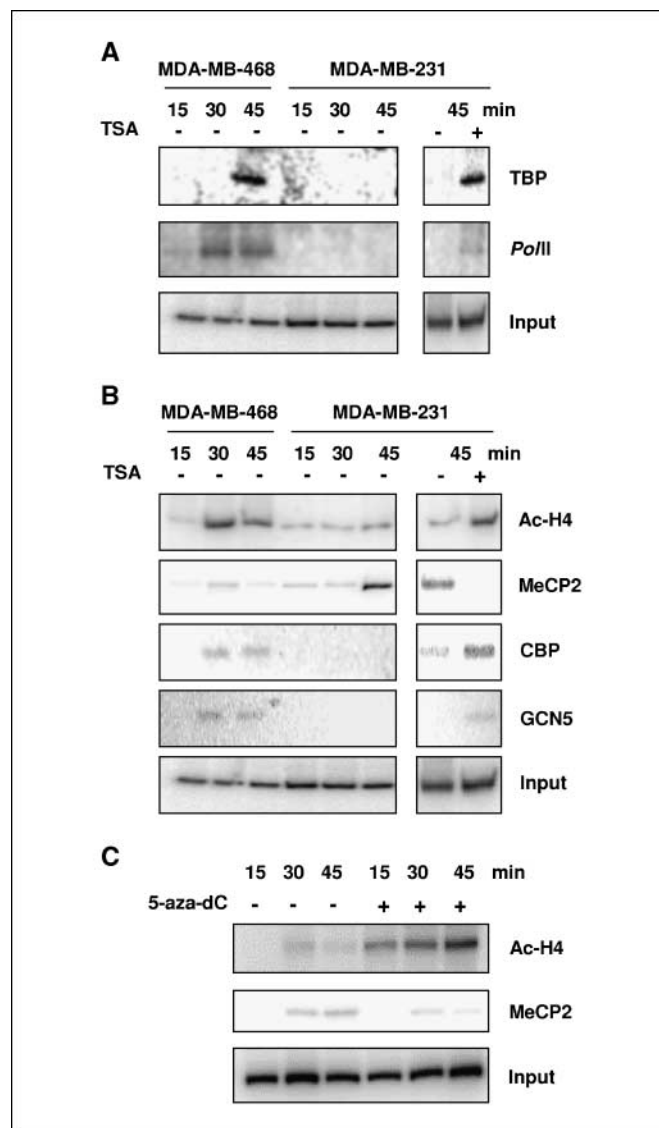 A
MDA-MB-468 MDA-MB-231
15 30 45 15 30 45 45 min
TSA - - - - - - - +
TBP
PolII
Input
B
MDA-MB-468 MDA-MB-231
15 30 45 15 30 45 45 min
TSA - - - - - - - +
Ac-H4
MeCP2
CBP
GCN5
Input
C
15 30 45 15 30 45 min
5-aza-dC - - - + + +
Ac-H4
MeCP2
Input